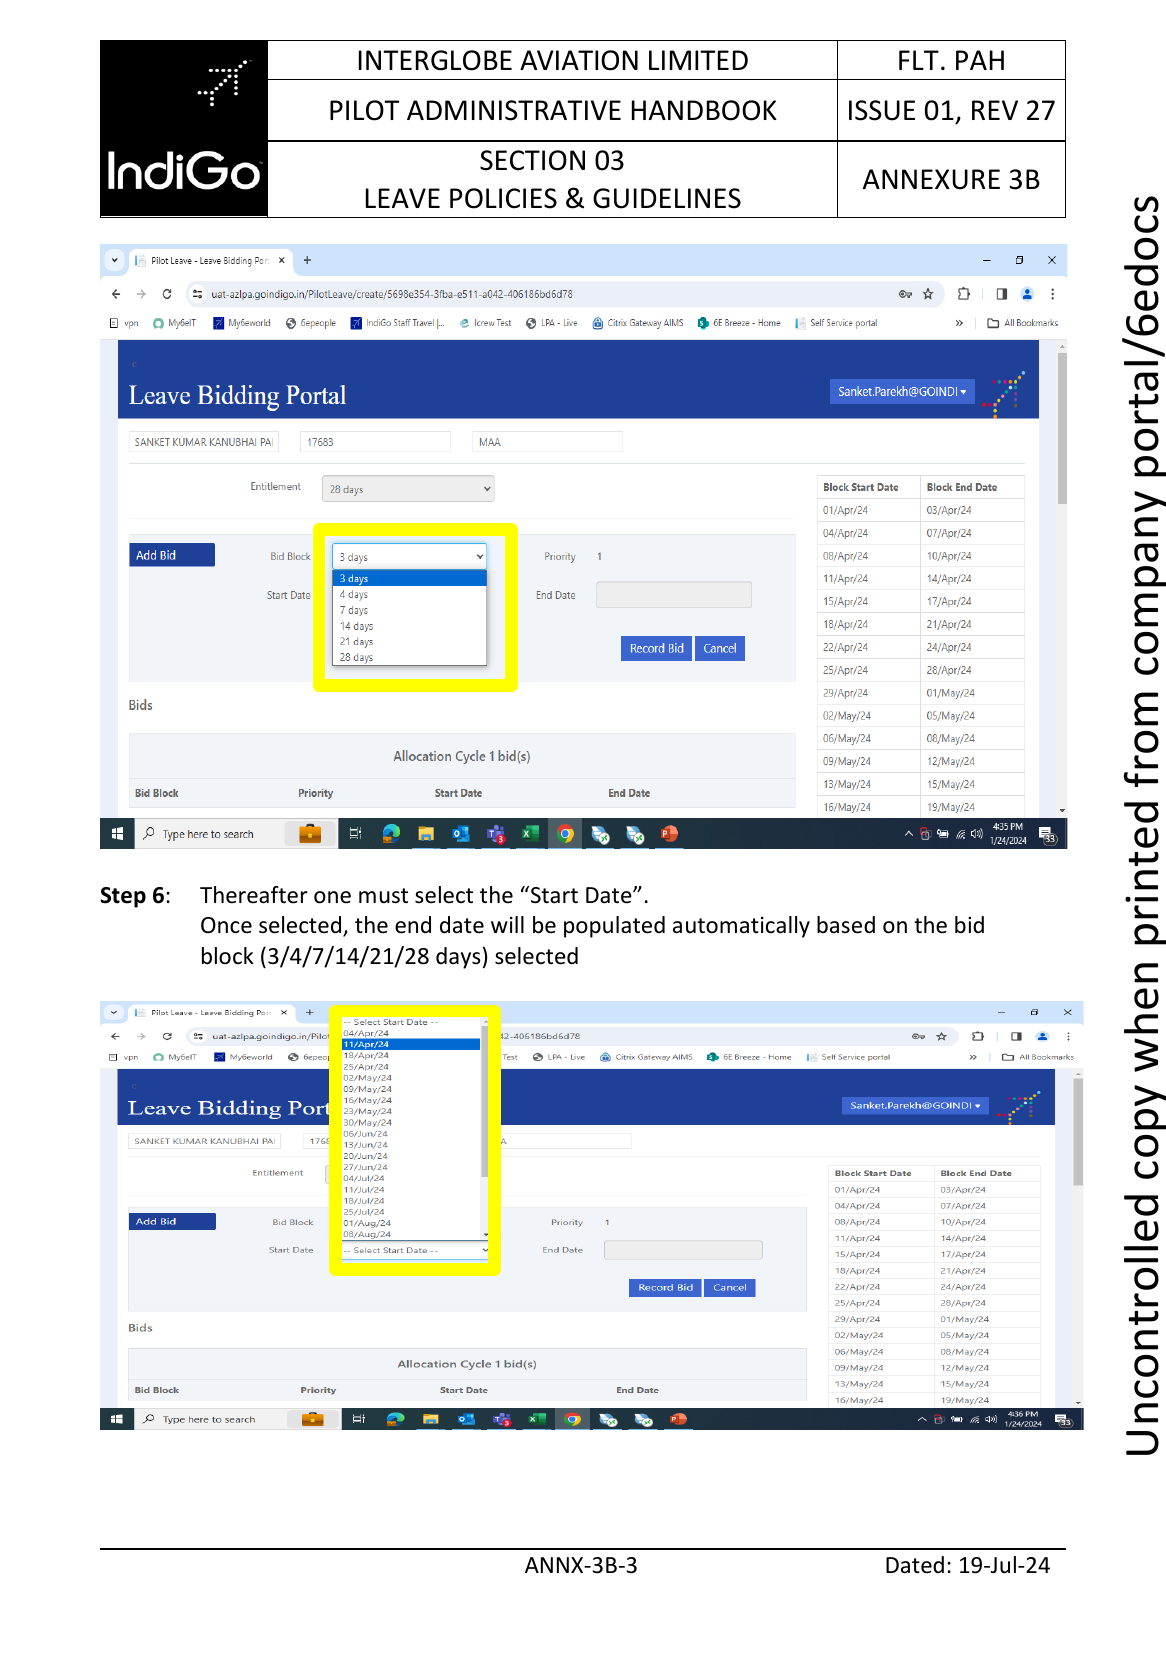 INTERGLOBE AVIATION LIMITED
FLT. PAH
PILOT ADMINISTRATIVE HANDBOOK
ISSUE 01, REV 27
SECTION 03
LEAVE POLICIES & GUIDELINES
ANNEXURE 3B
IndiGo
Pilot Leave - Leave Bidding Por
uat-azlpa.goindigo.in/PilotLeave/create/5698e354-3fba-e511-a042-406186bd6d78
vpn My6eIT My6eworld 6epeople IndiGo Staff Travel |... Icrew Test LPA - Live Citrix Gateway AIMS 6E Breeze - Home Self Service portal » All Bookmarks
Leave Bidding Portal
Sanket.Parekh@GOINDI
SANKET KUMAR KANUBHAI PA
17683
MAA
Entitlement
28 days
Add Bid
Bid Block
3 days
3 days
4 days
7 days
14 days
21 days
28 days
Priority
1
Start Date
End Date
Record Bid
Cancel
Bids
Allocation Cycle 1 bid(s)
Bid Block Priority Start Date End Date
Block Start Date Block End Date
01/Apr/24 03/Apr/24
04/Apr/24 07/Apr/24
08/Apr/24 10/Apr/24
11/Apr/24 14/Apr/24
15/Apr/24 17/Apr/24
18/Apr/24 21/Apr/24
22/Apr/24 24/Apr/24
25/Apr/24 28/Apr/24
29/Apr/24 01/May/24
02/May/24 05/May/24
06/May/24 08/May/24
09/May/24 12/May/24
13/May/24 15/May/24
16/May/24 19/May/24
Type here to search
4:35 PM
1/24/2024
Step 6: Thereafter one must select the “Start Date”.
Once selected, the end date will be populated automatically based on the bid
block (3/4/7/14/21/28 days) selected
Pilot Leave - Leave Bidding Por
uat-azlpa.goindigo.in/Pilot
42-406186bd6d78
vpn My6eIT My6eworld 6epeop Test LPA - Live Citrix Gateway AIMS 6E Breeze - Home Self Service portal » All Bookmarks
-- Select Start Date --
04/Apr/24
11/Apr/24
18/Apr/24
25/Apr/24
02/May/24
09/May/24
16/May/24
23/May/24
30/May/24
06/Jun/24
13/Jun/24
20/Jun/24
27/Jun/24
04/Jul/24
11/Jul/24
18/Jul/24
25/Jul/24
01/Aug/24
08/Aug/24
-- Select Start Date --
Leave Bidding Port
Sanket.Parekh@GOINDI
SANKET KUMAR KANUBHAI PA
1768
A
Entitlement
Add Bid
Bid Block
Priority
1
Start Date
End Date
Record Bid
Cancel
Bids
Allocation Cycle 1 bid(s)
Bid Block Priority Start Date End Date
Block Start Date Block End Date
01/Apr/24 03/Apr/24
04/Apr/24 07/Apr/24
08/Apr/24 10/Apr/24
11/Apr/24 14/Apr/24
15/Apr/24 17/Apr/24
18/Apr/24 21/Apr/24
22/Apr/24 24/Apr/24
25/Apr/24 28/Apr/24
29/Apr/24 01/May/24
02/May/24 05/May/24
06/May/24 08/May/24
09/May/24 12/May/24
13/May/24 15/May/24
16/May/24 19/May/24
Type here to search
4:36 PM
1/24/2024
ANNX-3B-3
Dated: 19-Jul-24
Uncontrolled copy when printed from company portal/6edocs